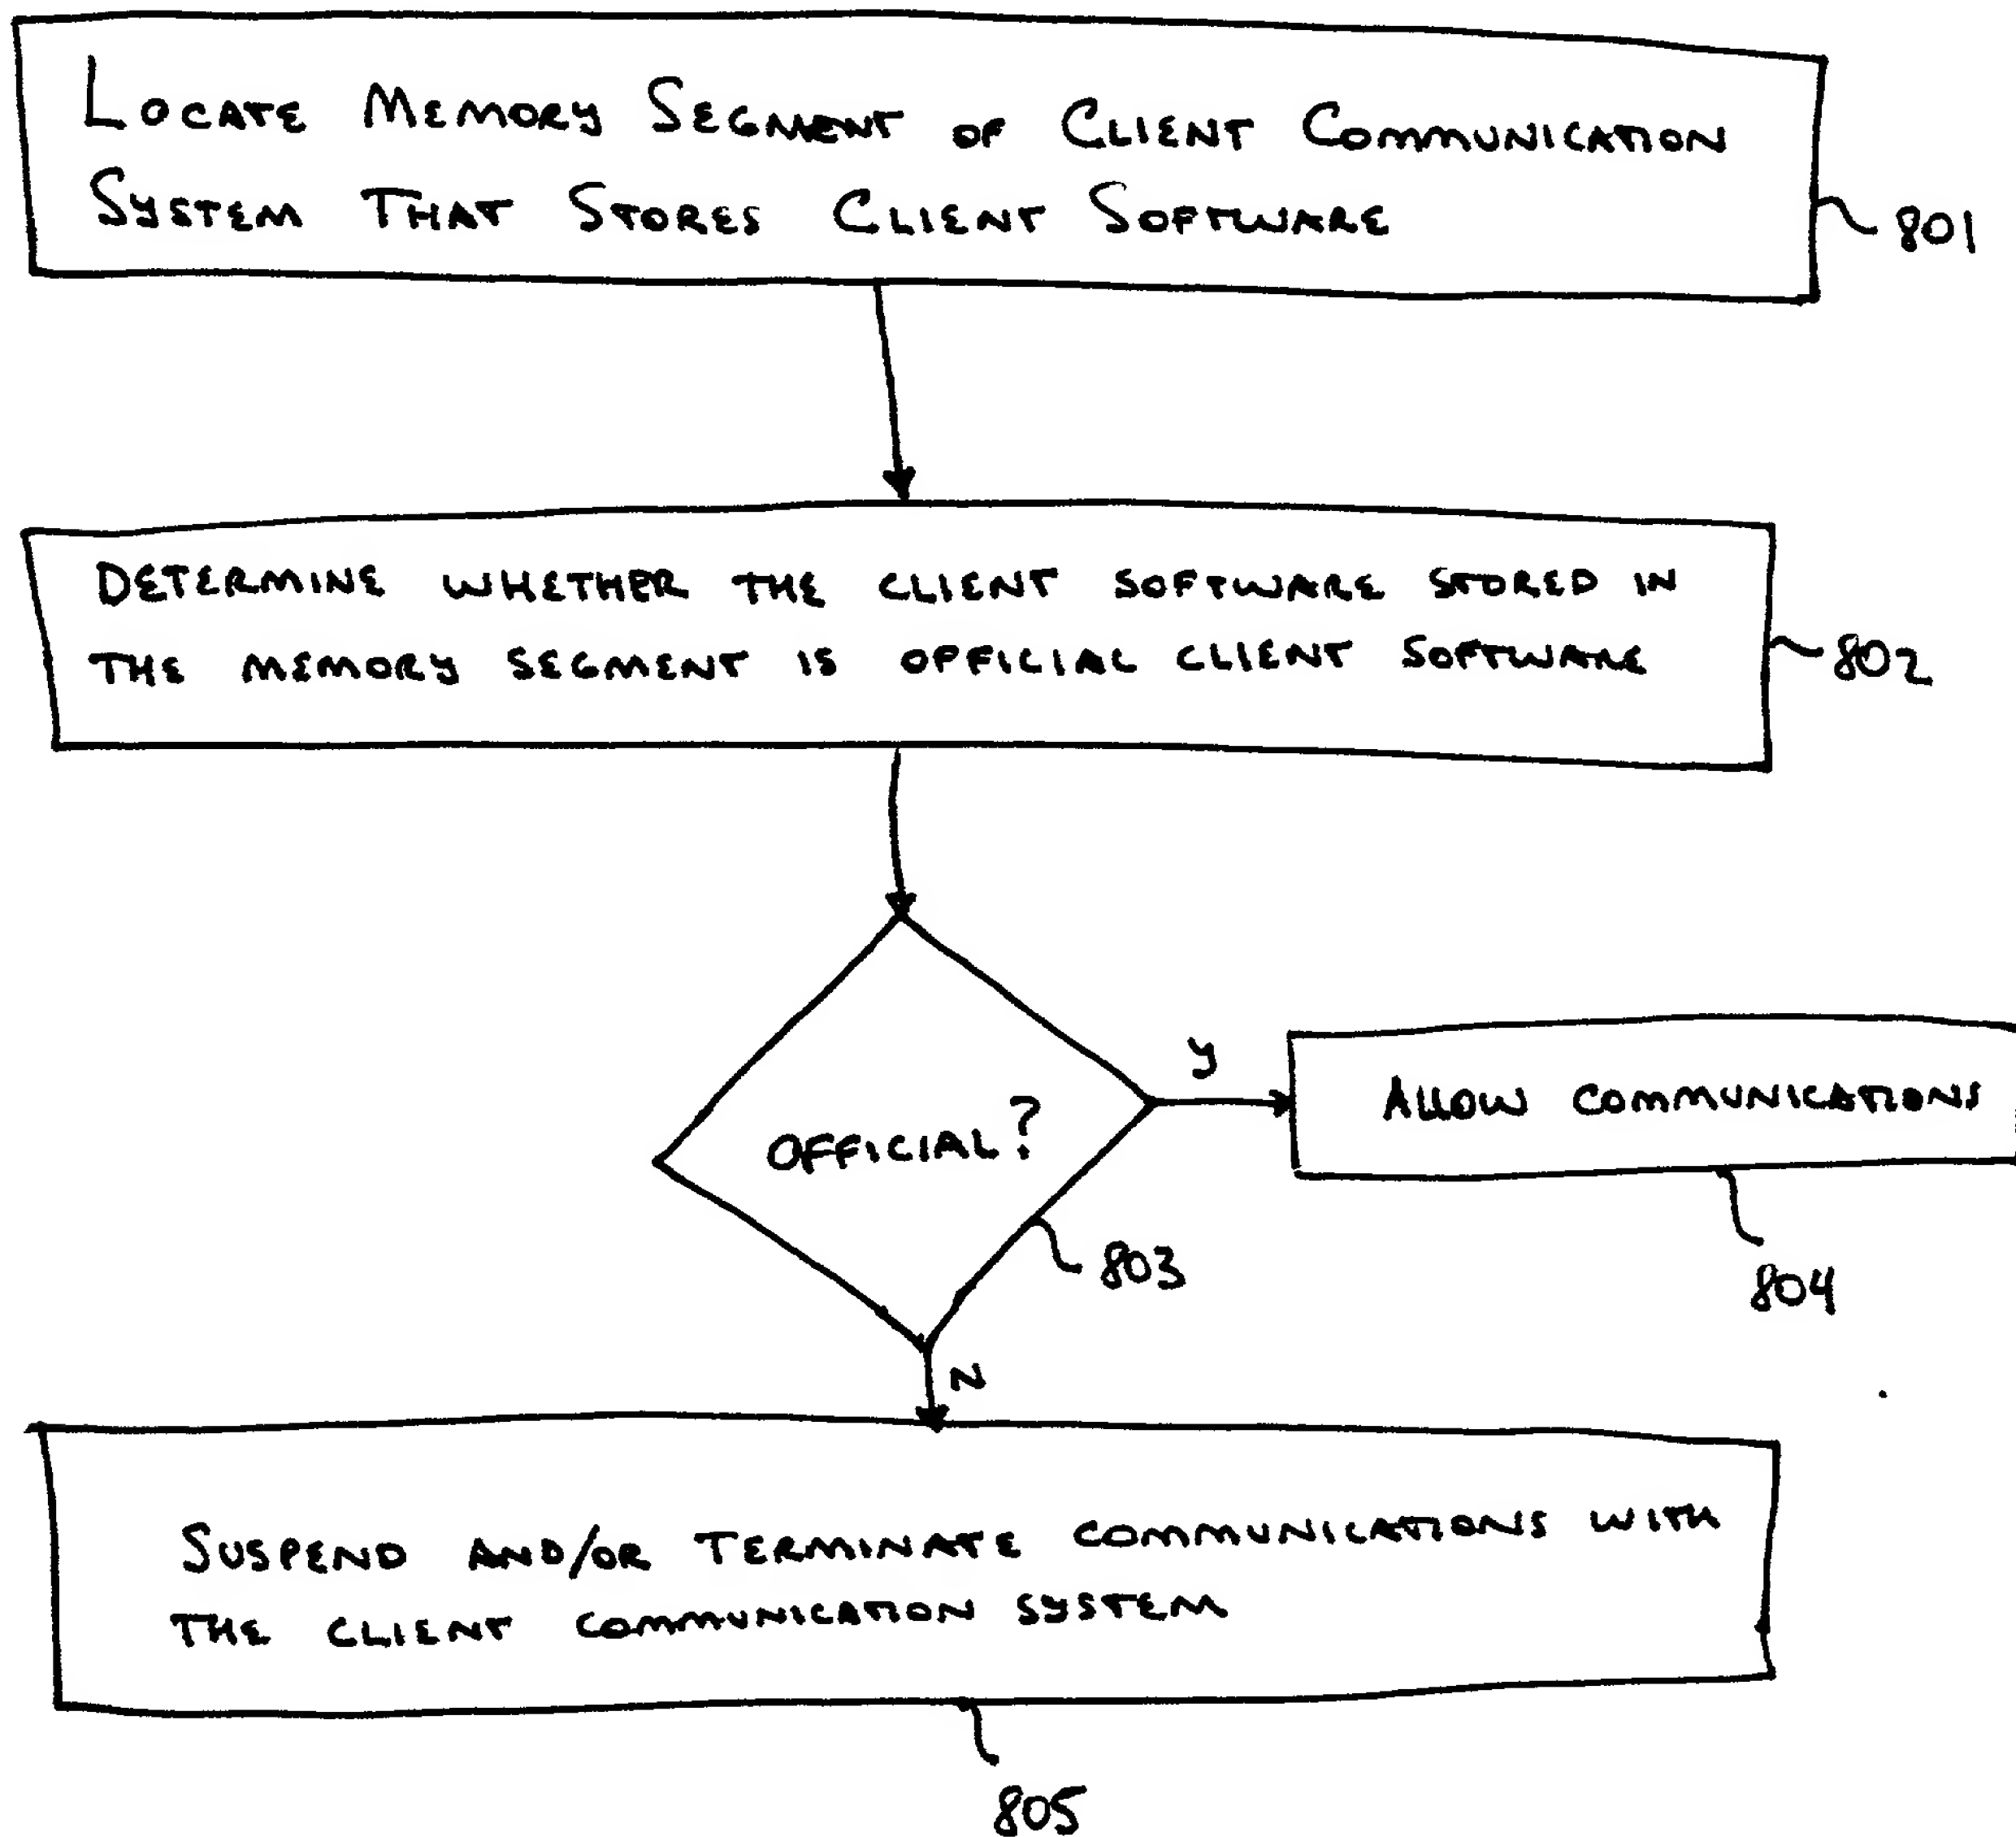 Locate Memory Segment of Client Communication
System That Stores Client Software
801
DETERMINE WHETHER THE CLIENT SOFTWARE STORED IN
THE MEMORY SEGMENT IS OFFICIAL CLIENT SOFTWARE
802
OFFICIAL?
803
Y
ALLOW COMMUNICATIONS
804
N
SUSPEND AND/OR TERMINATE COMMUNICATIONS WITH
THE CLIENT COMMUNICATION SYSTEM
805